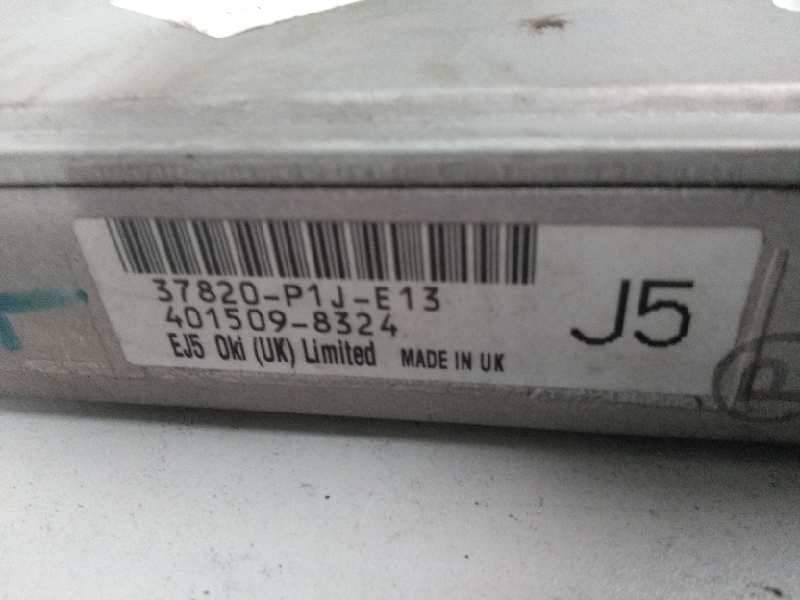 37820-P1J-E13
401509-8324
EJ5 Oki (UK) Limited MADE IN UK
J5